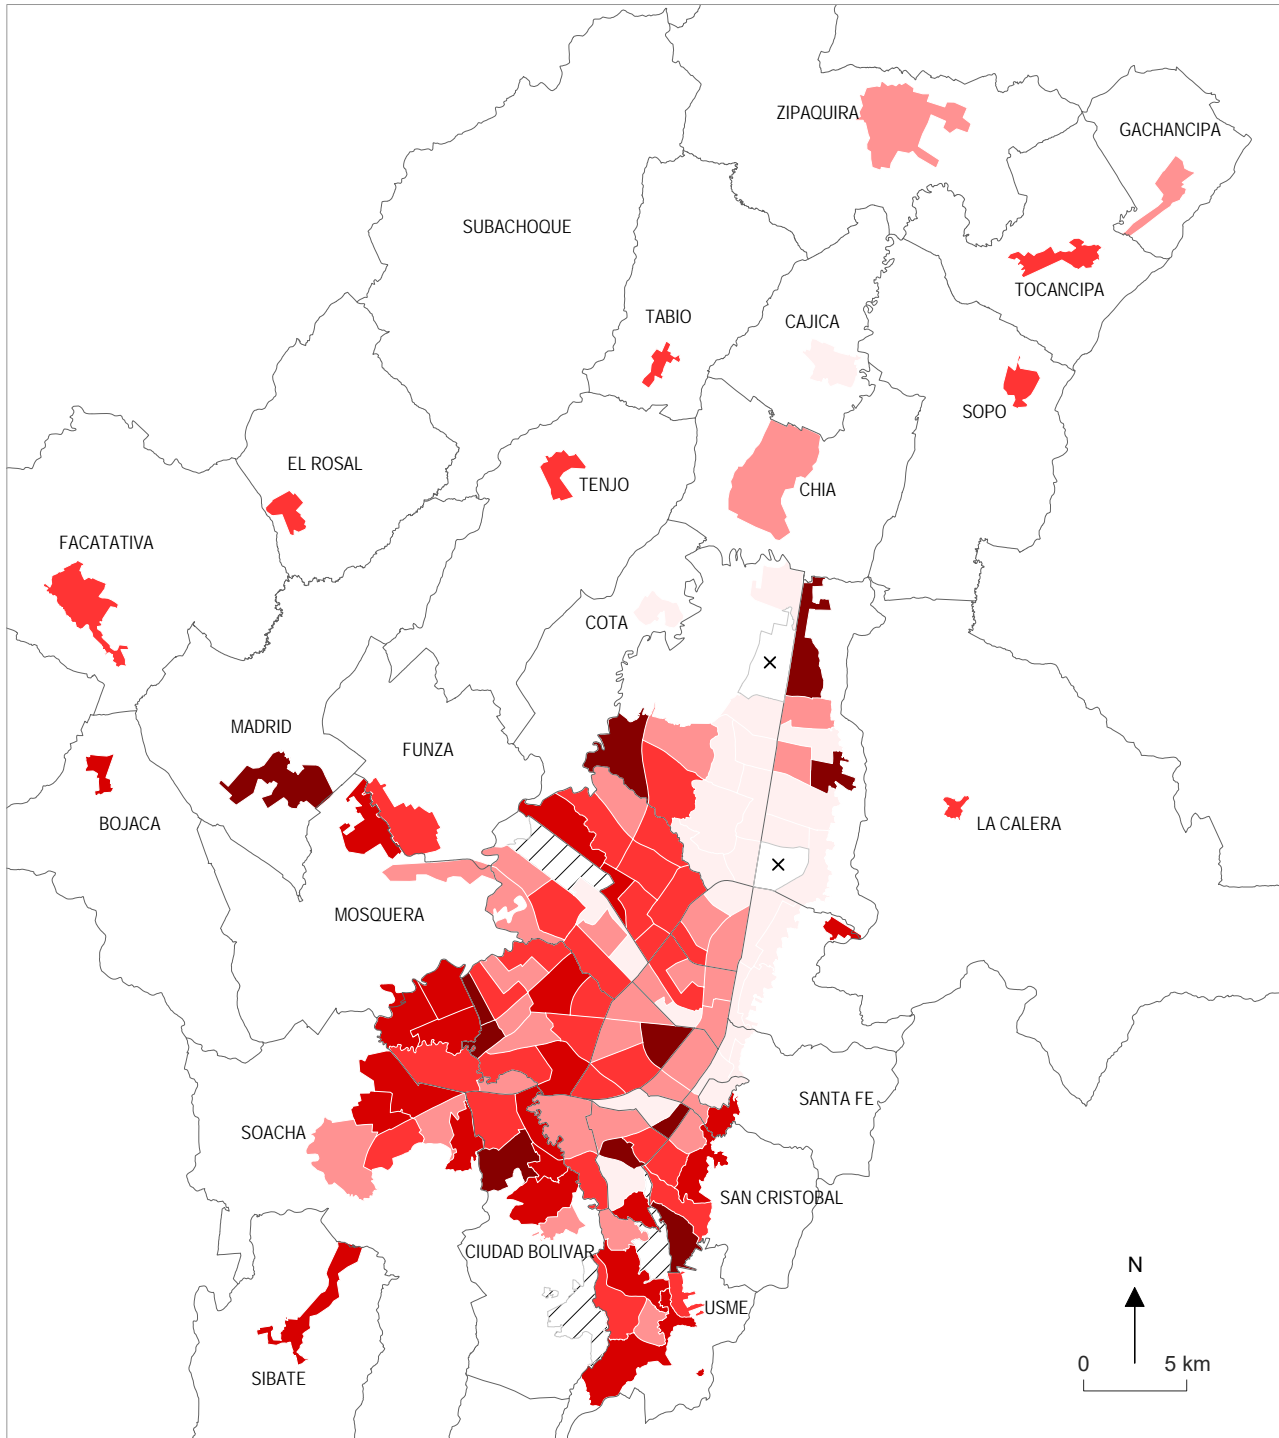 ZIPAQUIRA
GACHANCIPA
SUBACHOQUE
TOCANCIPA
TABIO
CAJICA
SOPO
EL ROSAL
TENJO
CHIA
FACATATIVA
COTA
MADRID
FUNZA
BOJACA
LA CALERA
MOSQUERA
SANTA FE
SOACHA
SAN CRISTOBAL
CIUDAD BOLIVAR
USME
SIBATE
N
0 5 km